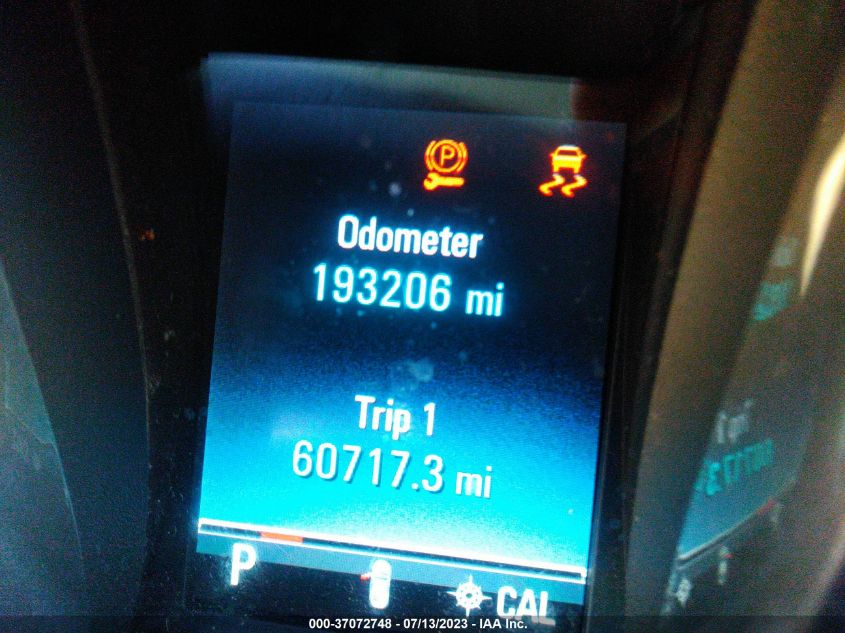 P
Odometer
193206 mi
Trip 1
60717.3 mi
P
CAL
000-37072748 - 07/13/2023 - IAA Inc.